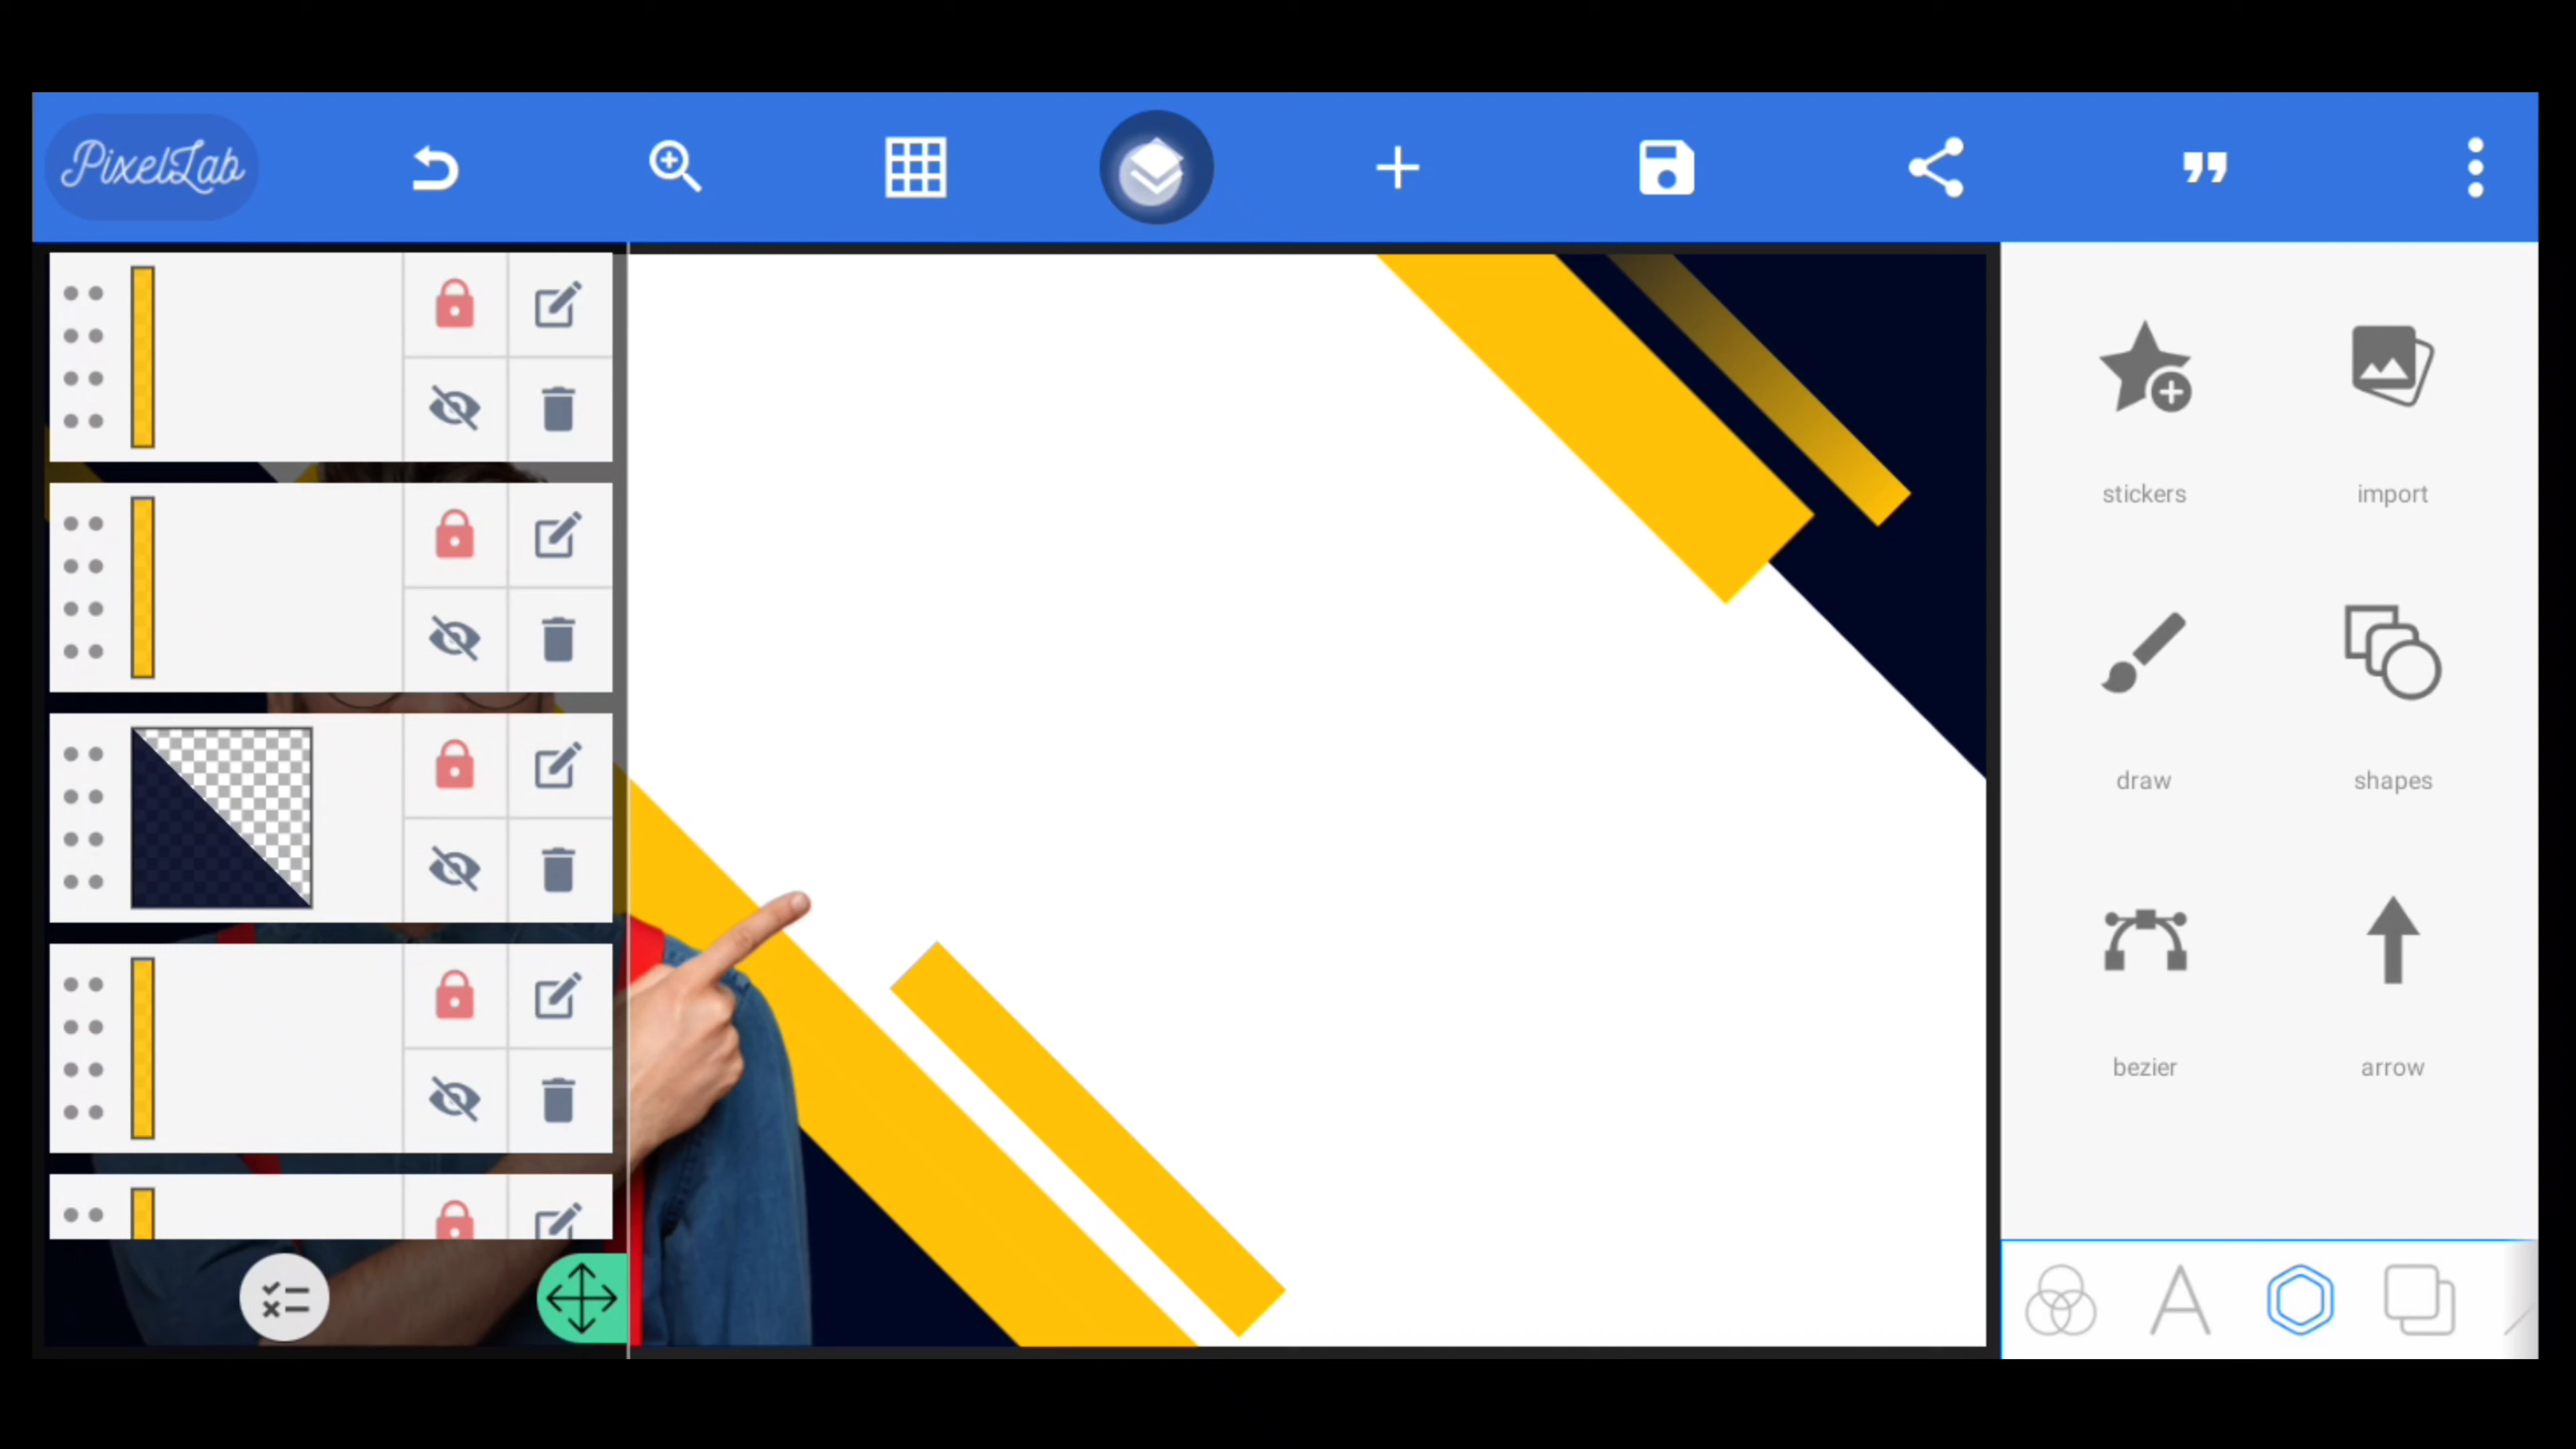 PixelLab
stickers
import
draw
shapes
bezier
arrow